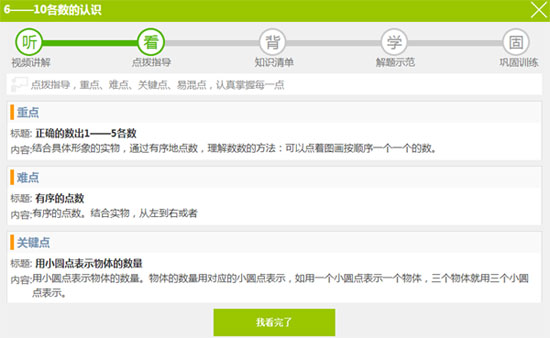 6——10各数的认识
听 看 背 学 固
视频讲解 点拨指导 知识清单 解题示范 巩固训练
点拨指导，重点、难点、关键点、易混点，认真掌握每一点
重点
标题: 正确的数出1——5各数
内容:结合具体形象的实物，通过有序地点数，理解数数的方法：可以点着图画按顺序一个一个的数。
难点
标题: 有序的点数
内容:有序的点数。结合实物，从左到右或者
关键点
标题: 用小圆点表示物体的数量
内容:用小圆点表示物体的数量。物体的数量用对应的小圆点表示，如用一个小圆点表示一个物体，三个物体就用三个小圆
点表示。
我看完了